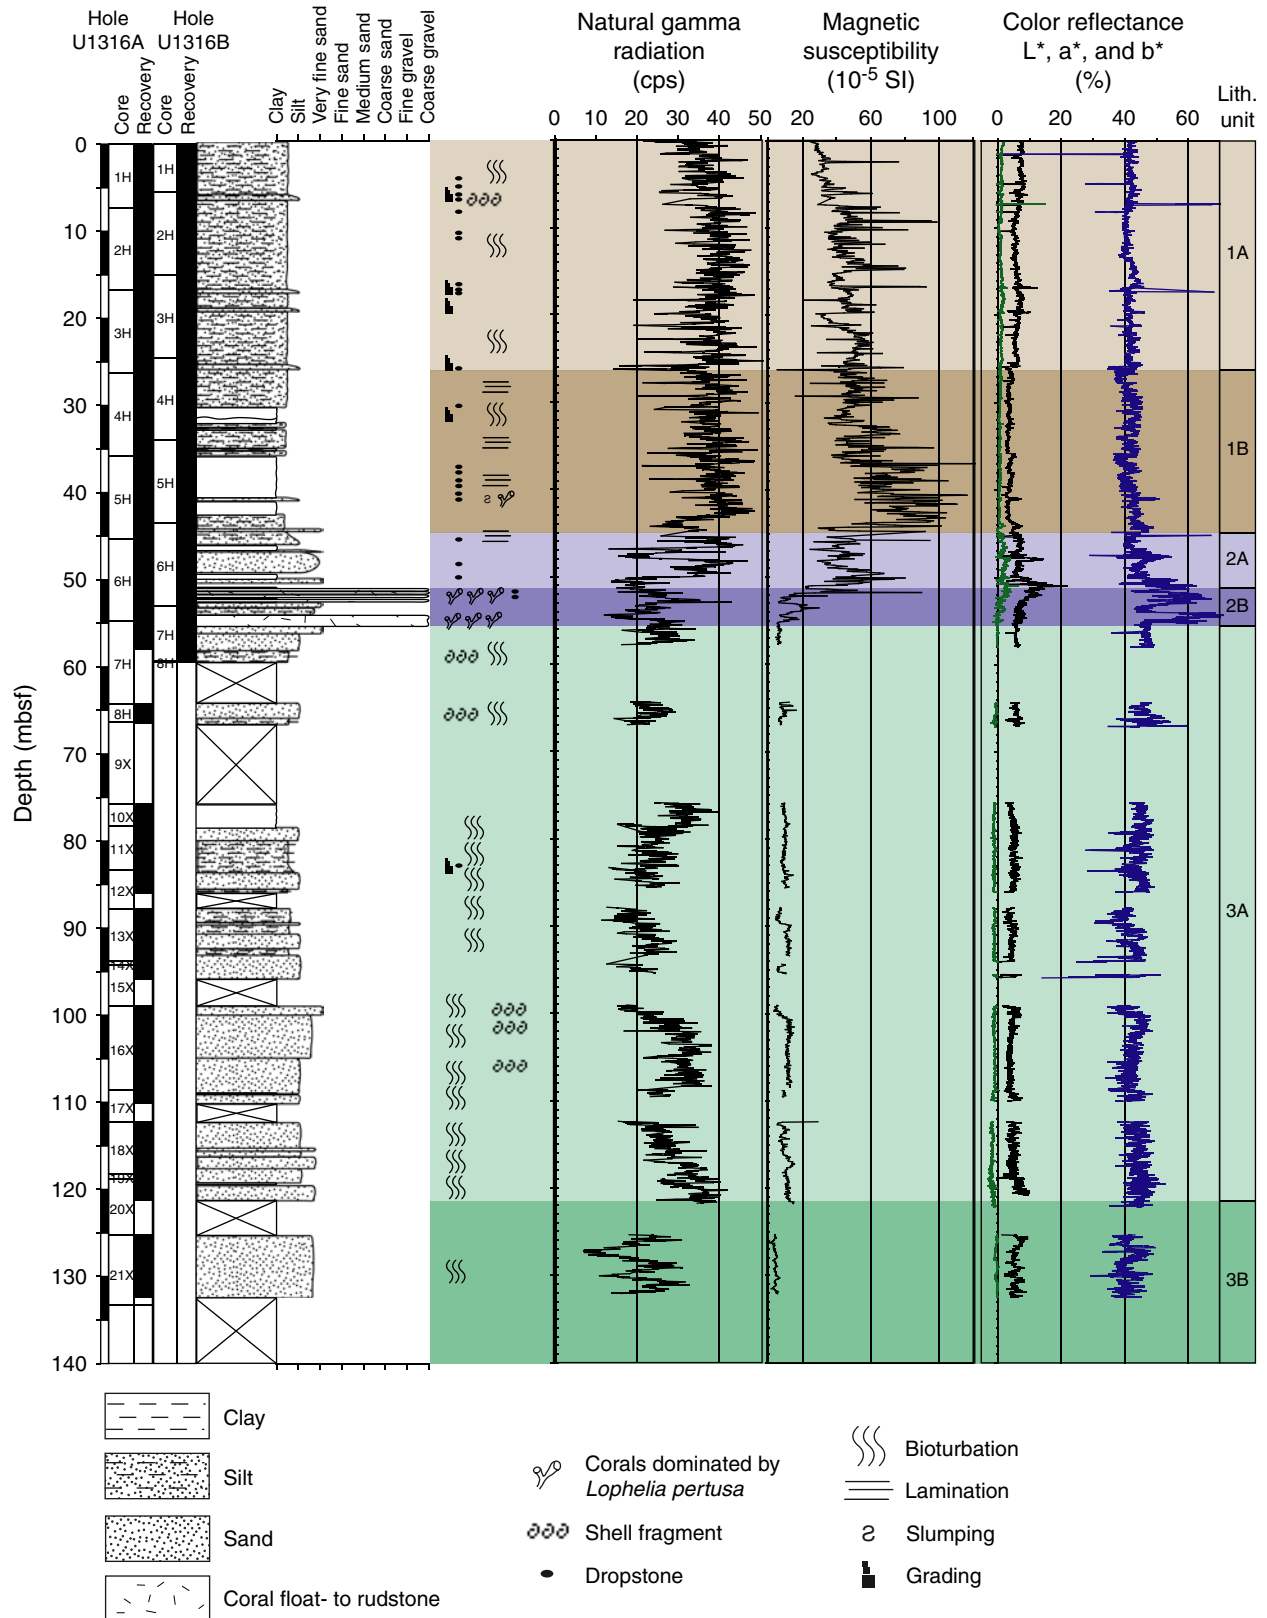 Hole
U1316A
Hole
U1316B
Core
Recovery
Core
Recovery
Clay
Silt
Very fine sand
Fine sand
Medium sand
Coarse sand
Fine gravel
Coarse gravel
Natural gamma
radiation
(cps)
Magnetic
susceptibility
(10-5 SI)
Color reflectance
L*, a*, and b*
(%)
Lith.
unit
0 10 20 30 40 50
20 60 100
0 20 40 60
Depth (mbsf)
0
10
20
30
40
50
60
70
80
90
100
110
120
130
140
1H
2H
3H
4H
5H
6H
7H
8H
9X
10X
11X
12X
13X
14X
15X
16X
17X
18X
19X
20X
21X
1H
2H
3H
4H
5H
6H
7H
8H
s
1A
1B
2A
2B
3A
3B
Clay
Silt
Sand
Coral float- to rudstone
Corals dominated by
Lophelia pertusa
Shell fragment
Dropstone
Bioturbation
Lamination
s Slumping
Grading